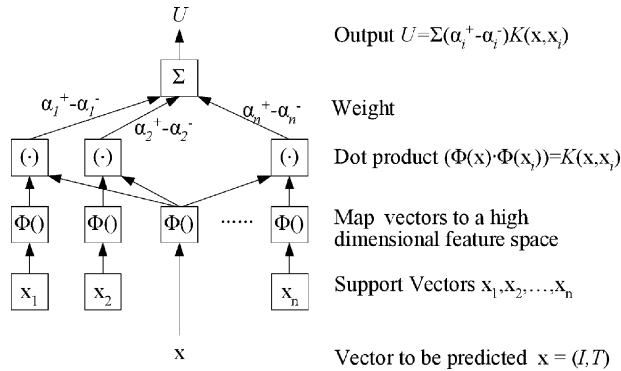 U
Output U=Σ(αᵢ⁺-αᵢ⁻)K(x,xᵢ)
Σ
α₁⁺-α₁⁻
α₂⁺-α₂⁻
αₙ⁺-αₙ⁻
Weight
(·) (·) (·)
Dot product (Φ(x)·Φ(xᵢ))=K(x,xᵢ)
Φ() Φ() Φ() ...... Φ()
Map vectors to a high
dimensional feature space
x₁ x₂ xₙ
Support Vectors x₁,x₂,...,xₙ
x
Vector to be predicted x = (I,T)